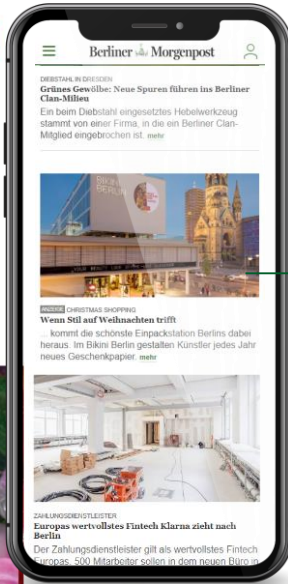 Berliner Morgenpost
DIEBSTAHL IN DRESDEN
Grünes Gewölbe: Neue Spuren führen ins Berliner
Clan-Milieu
Ein beim Diebstahl eingesetztes Hebelwerkzeug
stammt von einer Firma, in die ein Berliner Clan-
Mitglied eingebrochen ist. mehr
BIKINI
BERLIN
ANZEIGE CHRISTMAS SHOPPING
Wenn Stil auf Weihnachten trifft
... kommt die schönste Einpackstation Berlins dabei
heraus. Im Bikini Berlin gestalten Künstler jedes Jahr
neues Geschenkpapier. mehr
ZAHLUNGSDIENSTLEISTER
Europas wertvollstes Fintech Klarna zieht nach
Berlin
Der Zahlungsdienstleister gilt als wertvollstes Fintech
Europas. 500 Mitarbeiter sollen in dem neuen Büro in